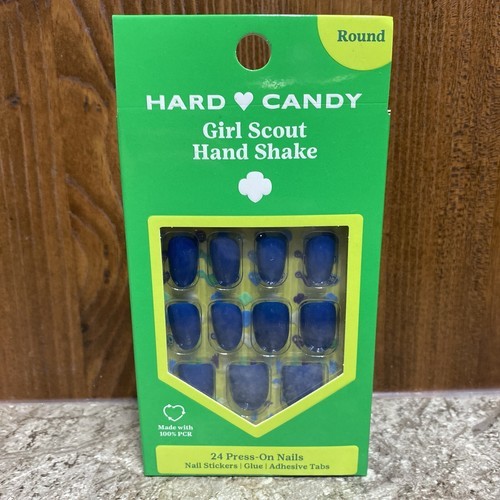 Round
HARD CANDY
Girl Scout
Hand Shake
Made with
100% PCR
24 Press-On Nails
Nail Stickers | Glue | Adhesive Tabs